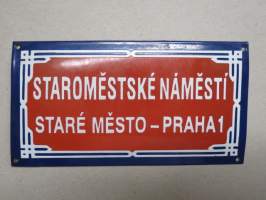 STAROMĚSTSKÉ NÁMĚSTÍ
STARÉ MĚSTO – PRAHA 1